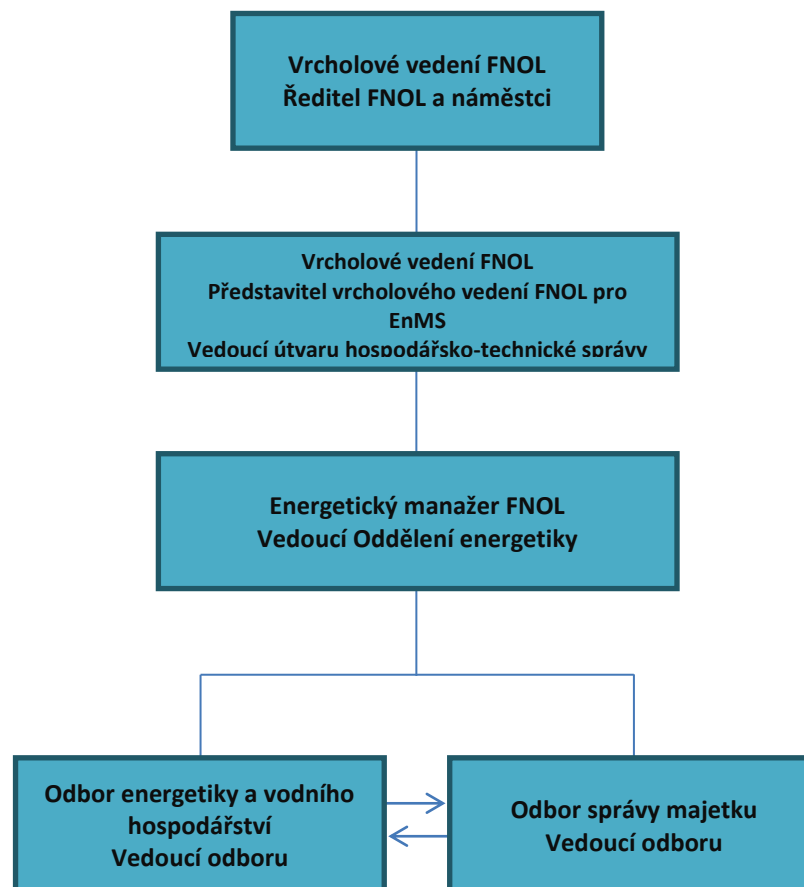 Vrcholové vedení FNOL
Ředitel FNOL a náměstci
Vrcholové vedení FNOL
Představitel vrcholového vedení FNOL pro
EnMS
Vedoucí útvaru hospodářsko-technické správy
Energetický manažer FNOL
Vedoucí Oddělení energetiky
Odbor energetiky a vodního
hospodářství
Vedoucí odboru
Odbor správy majetku
Vedoucí odboru